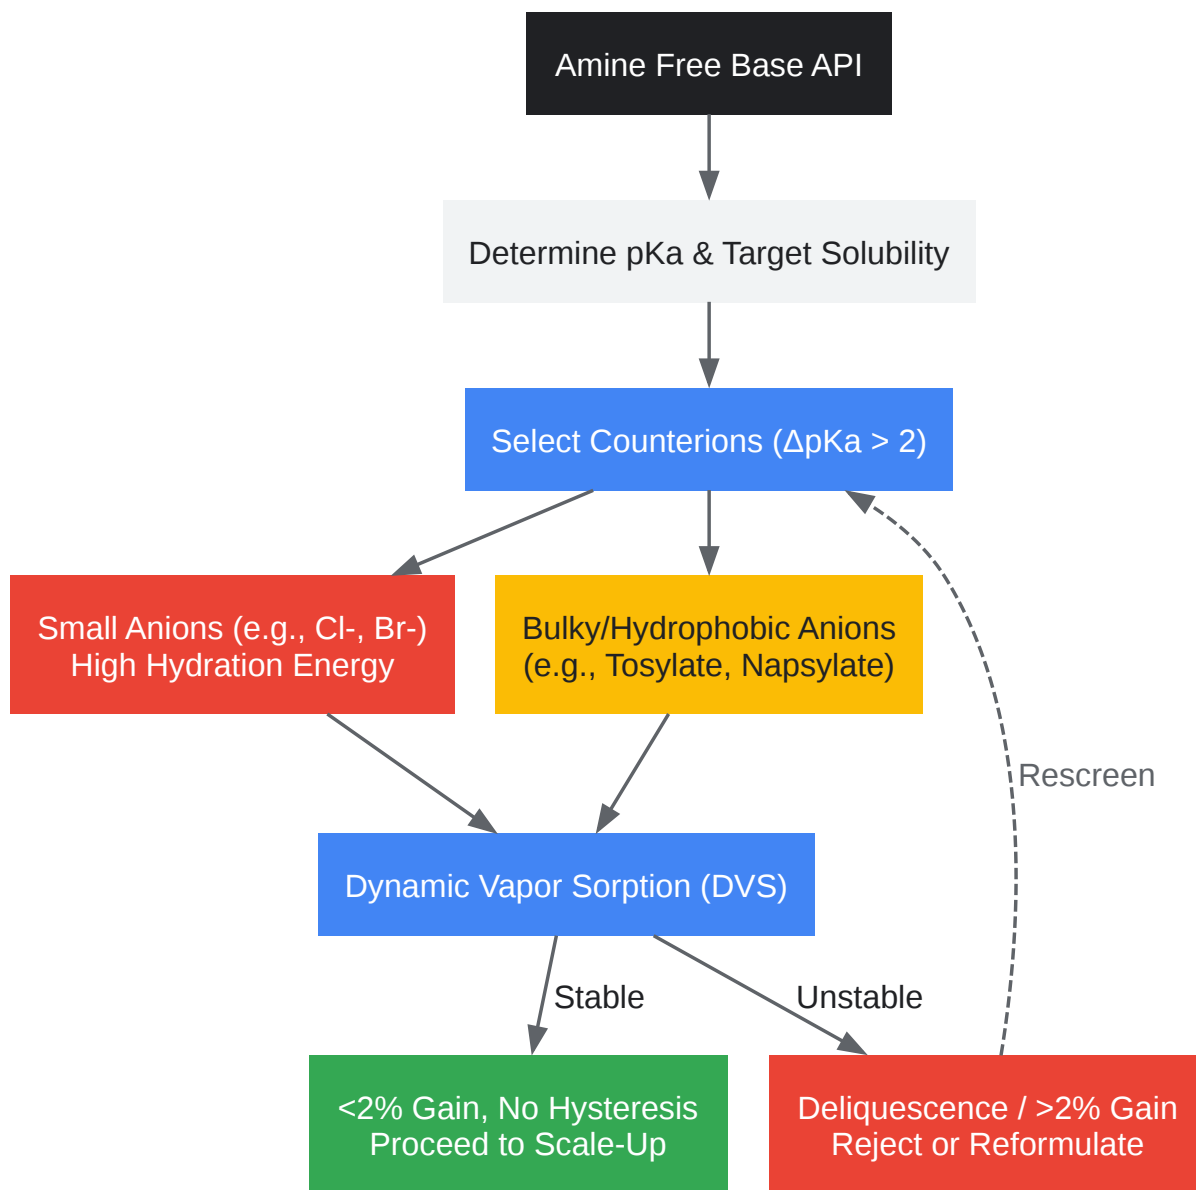 Amine Free Base API
Determine pKa & Target Solubility
Select Counterions (ΔpKa > 2)
Small Anions (e.g., Cl-, Br-)
High Hydration Energy
Bulky/Hydrophobic Anions
(e.g., Tosylate, Napsylate)
Rescreen
Dynamic Vapor Sorption (DVS)
Stable
Unstable
<2% Gain, No Hysteresis
Proceed to Scale-Up
Deliquescence / >2% Gain
Reject or Reformulate